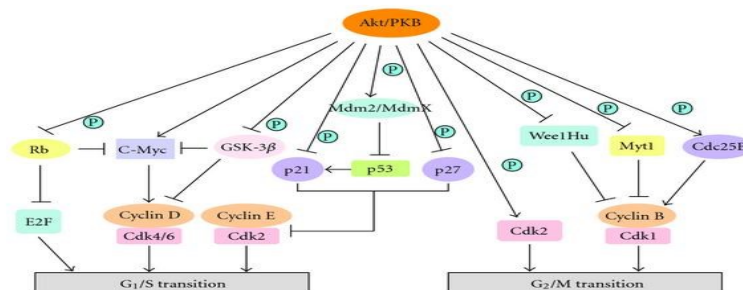 Akt/PKB
P
Mdm2/MdmX
P
P
P
P
P
P
Rb
C-Myc
GSK-3β
Wee1Hu
Myt1
Cdc25B
p21
p53
p27
P
P
E2F
Cyclin D
Cdk4/6
Cyclin E
Cdk2
Cdk2
Cyclin B
Cdk1
G1/S transition
G2/M transition